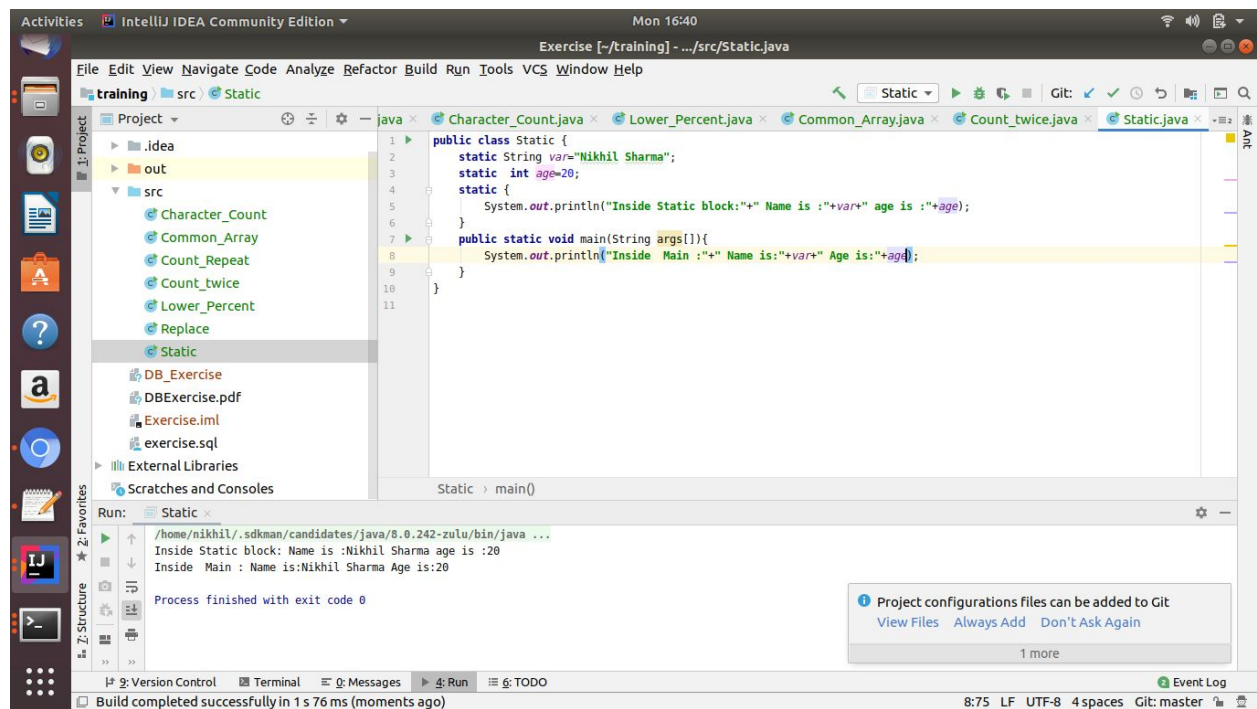 Activities IntelliJ IDEA Community Edition Mon 16:40
Exercise [~/training] - .../src/Static.java
File Edit View Navigate Code Analyze Refactor Build Run Tools VCS Window Help
training src Static Static Git:
1: Project
Project
java Character_Count.java Lower_Percent.java Common_Array.java Count_twice.java Static.java
Ant
.idea
out
src
Character_Count
Common_Array
Count_Repeat
Count_twice
Lower_Percent
Replace
Static
DB_Exercise
DBExercise.pdf
Exercise.iml
exercise.sql
External Libraries
Scratches and Consoles
1 public class Static {
2 static String var="Nikhil Sharma";
3 static int age=20;
4 static {
5 System.out.println("Inside Static block:"+" Name is :"+var+" age is :"+age);
6 }
7 public static void main(String args[]){
8 System.out.println("Inside Main :"+" Name is:"+var+" Age is:"+age);
9 }
10 }
11
Static > main()
2: Favorites
Z: Structure
Run: Static
/home/nikhil/.sdkman/candidates/java/8.0.242-zulu/bin/java ...
Inside Static block: Name is :Nikhil Sharma age is :20
Inside Main : Name is:Nikhil Sharma Age is:20
Process finished with exit code 0
Project configurations files can be added to Git
View Files Always Add Don't Ask Again
1 more
9: Version Control Terminal 0: Messages 4: Run 6: TODO 2 Event Log
Build completed successfully in 1 s 76 ms (moments ago) 8:75 LF UTF-8 4 spaces Git: master